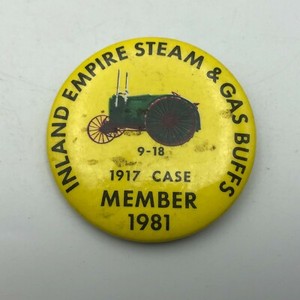 INLAND EMPIRE STEAM & GAS BUFFS
9-18
1917 CASE
MEMBER
1981